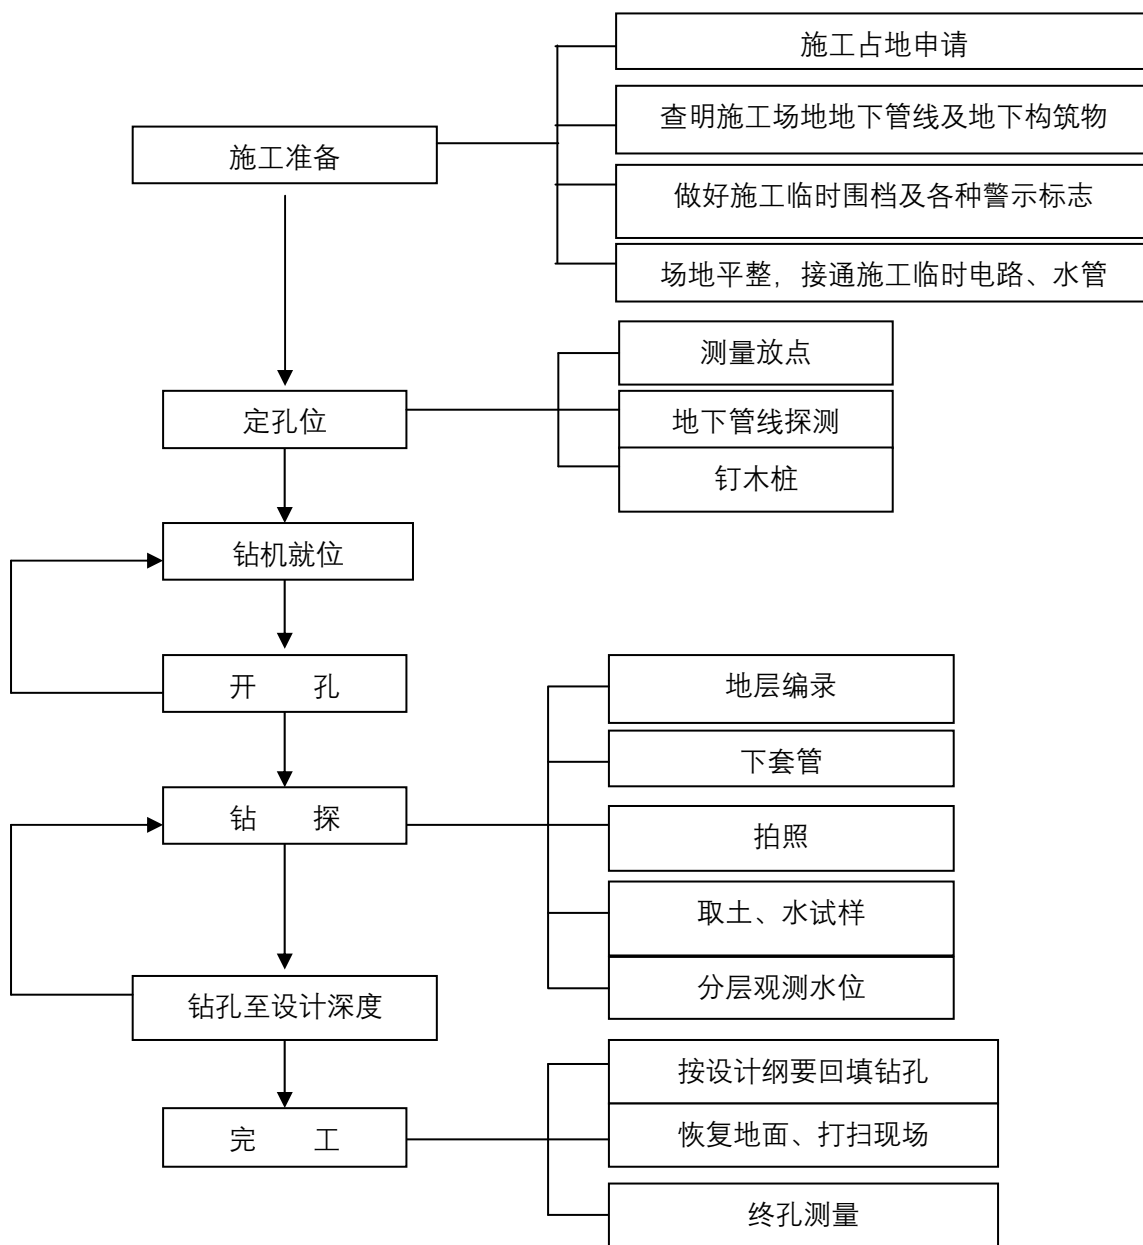 施工占地申请
查明施工场地地下管线及地下构筑物
施工准备
做好施工临时围档及各种警示标志
场地平整，接通施工临时电路、水管
测量放点
定孔位
地下管线探测
钉木桩
钻机就位
开 孔
地层编录
下套管
钻 探
拍照
取土、水试样
分层观测水位
钻孔至设计深度
按设计纲要回填钻孔
完 工
恢复地面、打扫现场
终孔测量